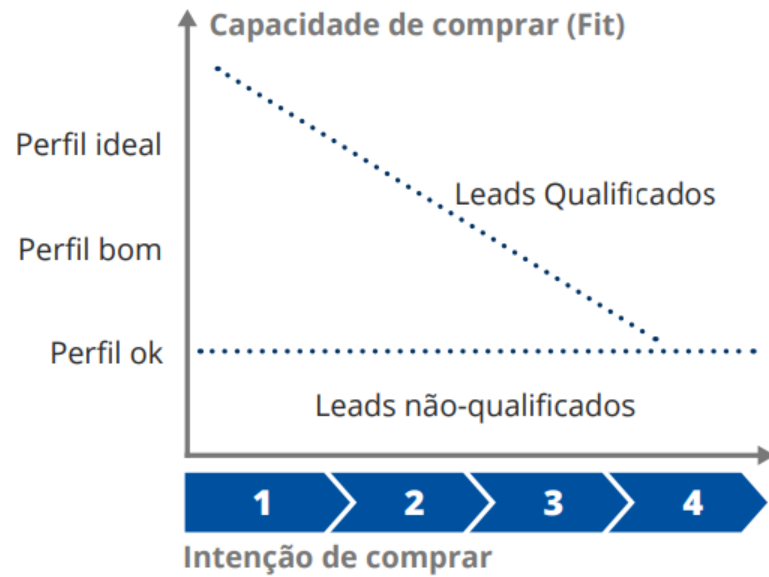 Capacidade de comprar (Fit)
Perfil ideal
Leads Qualificados
Perfil bom
Perfil ok
Leads não-qualificados
1 2 3 4
Intenção de comprar